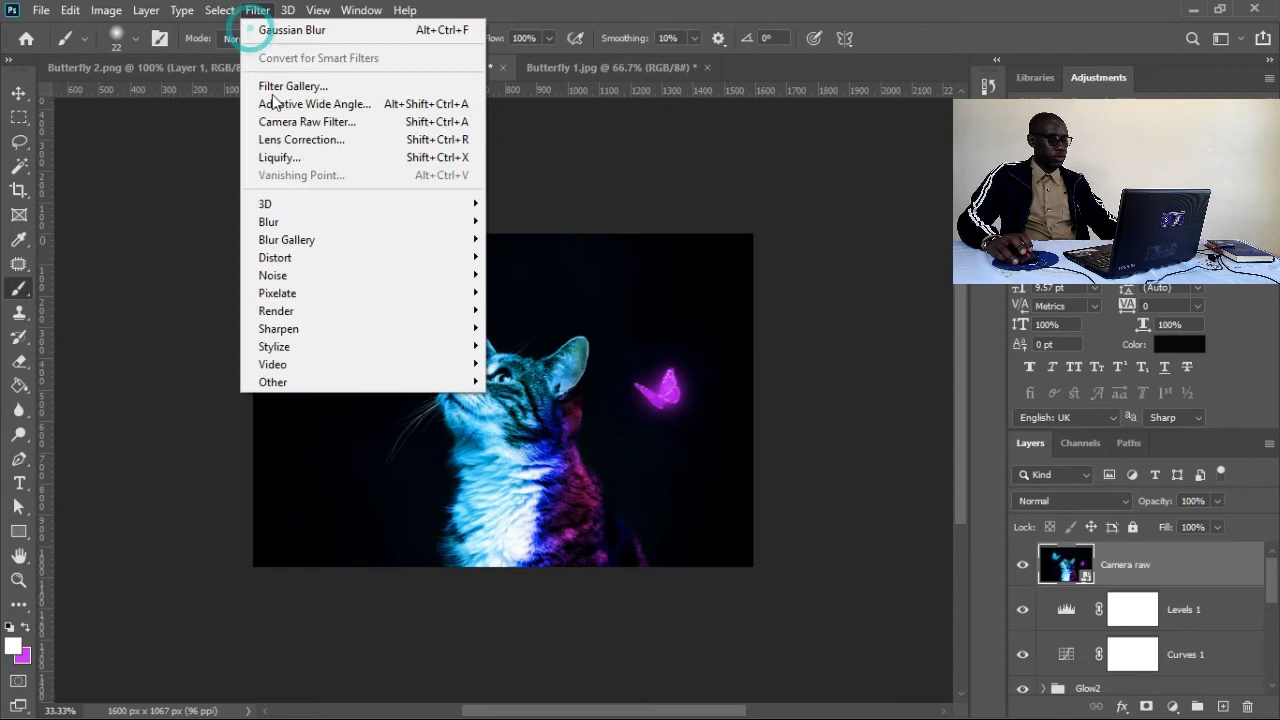 Ps File Edit Image Layer Type Select Filter 3D View Window Help
22 Mode: Flow: 100% Smoothing: 10% 0°
Butterfly 2.png @ 100% (Layer 1, RGB/8 * × Butterfly 1.jpg @ 66.7% (RGB/8#) * ×
Gaussian Blur Alt+Ctrl+F
Convert for Smart Filters
Filter Gallery...
Adaptive Wide Angle... Alt+Shift+Ctrl+A
Camera Raw Filter... Shift+Ctrl+A
Lens Correction... Shift+Ctrl+R
Liquify... Shift+Ctrl+X
Vanishing Point... Alt+Ctrl+V
3D
Blur
Blur Gallery
Distort
Noise
Pixelate
Render
Sharpen
Stylize
Video
Other
600 700 800 900 1000 1100 1200 1300 1400 1500 1600 1700 1800 1900 2000 2100
Libraries Adjustments
9.57 pt (Auto)
Metrics 0
100% 100%
0 pt Color:
English: UK Sharp
Layers Channels Paths
Kind
Normal Opacity: 100%
Lock: Fill: 100%
Camera raw
Levels 1
Curves 1
Glow2
33.33% 1600 px x 1067 px (96 ppi)